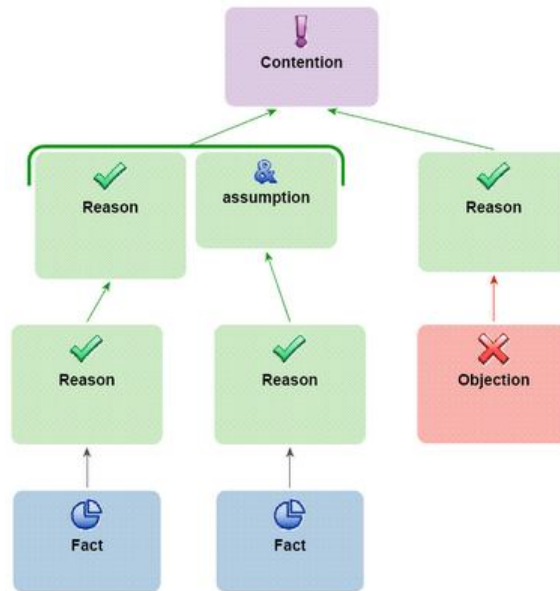 Contention
Reason
&
assumption
Reason
Reason
Reason
Objection
Fact
Fact